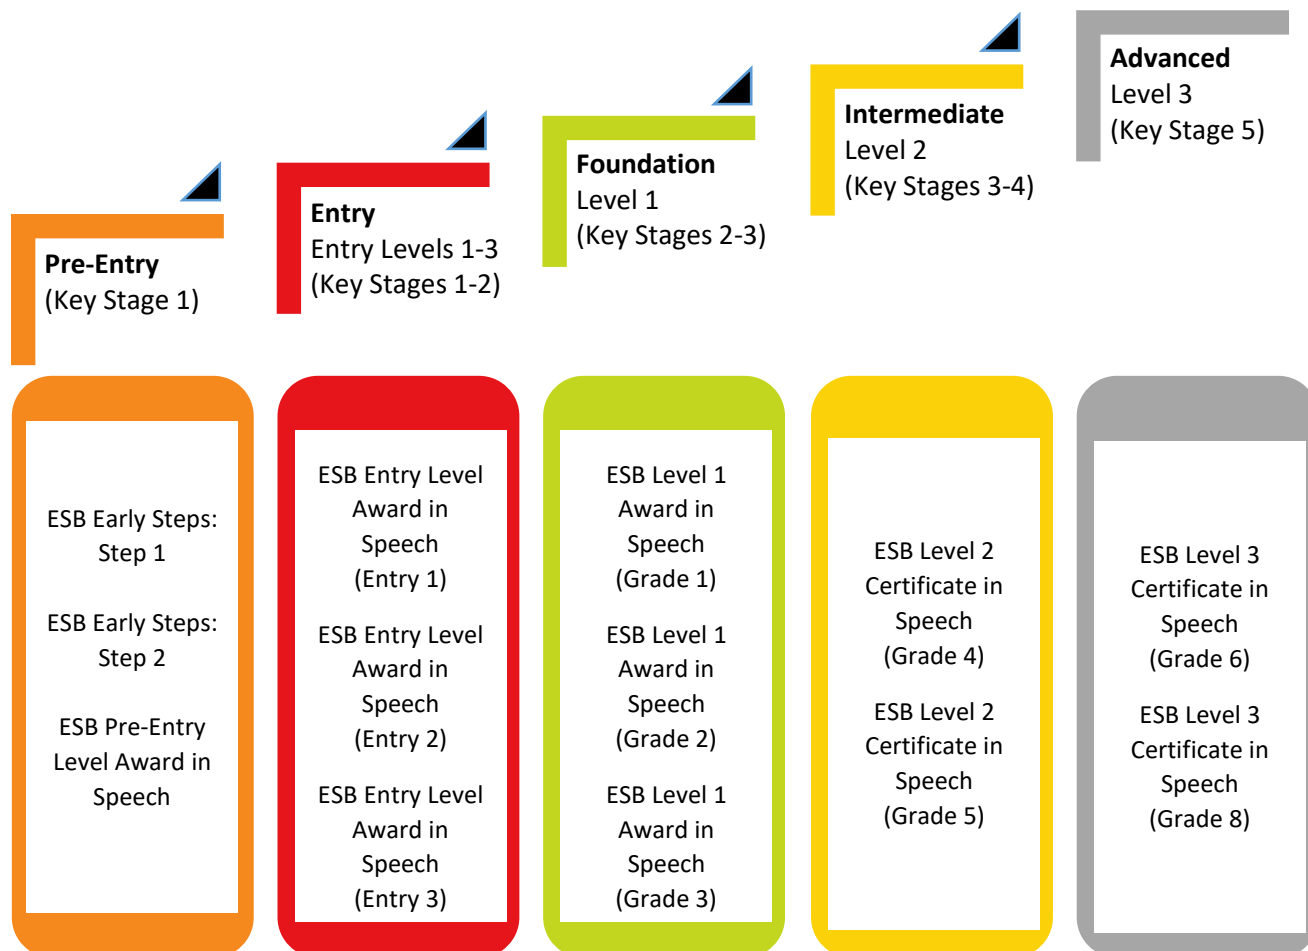 Pre-Entry
(Key Stage 1)
Entry
Entry Levels 1-3
(Key Stages 1-2)
Foundation
Level 1
(Key Stages 2-3)
Intermediate
Level 2
(Key Stages 3-4)
Advanced
Level 3
(Key Stage 5)
ESB Early Steps:
Step 1
ESB Early Steps:
Step 2
ESB Pre-Entry
Level Award in
Speech
ESB Entry Level
Award in
Speech
(Entry 1)
ESB Entry Level
Award in
Speech
(Entry 2)
ESB Entry Level
Award in
Speech
(Entry 3)
ESB Level 1
Award in
Speech
(Grade 1)
ESB Level 1
Award in
Speech
(Grade 2)
ESB Level 1
Award in
Speech
(Grade 3)
ESB Level 2
Certificate in
Speech
(Grade 4)
ESB Level 2
Certificate in
Speech
(Grade 5)
ESB Level 3
Certificate in
Speech
(Grade 6)
ESB Level 3
Certificate in
Speech
(Grade 8)